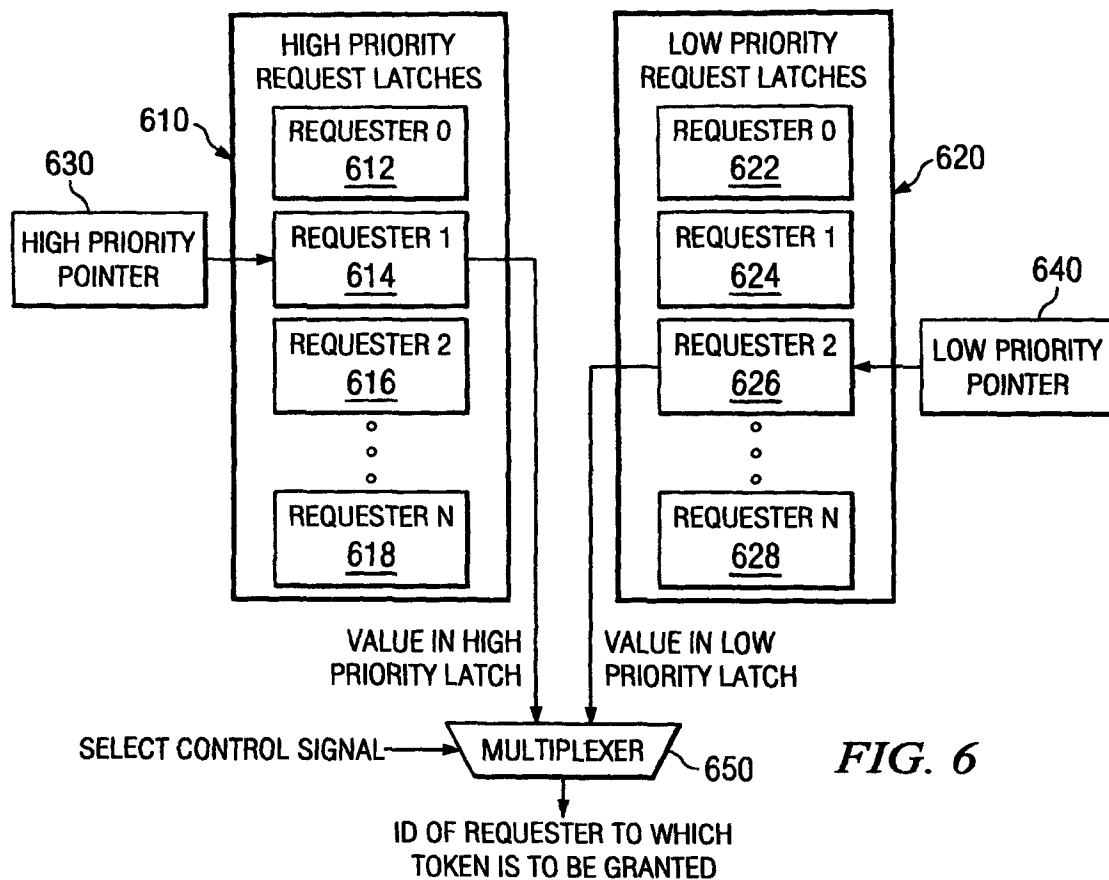 HIGH PRIORITY
REQUEST LATCHES
610
REQUESTER 0
612
REQUESTER 1
614
REQUESTER 2
616
REQUESTER N
618
630
HIGH PRIORITY
POINTER
LOW PRIORITY
REQUEST LATCHES
620
REQUESTER 0
622
REQUESTER 1
624
REQUESTER 2
626
REQUESTER N
628
640
LOW PRIORITY
POINTER
VALUE IN HIGH
PRIORITY LATCH
VALUE IN LOW
PRIORITY LATCH
SELECT CONTROL SIGNAL
MULTIPLEXER
650
FIG. 6
ID OF REQUESTER TO WHICH
TOKEN IS TO BE GRANTED